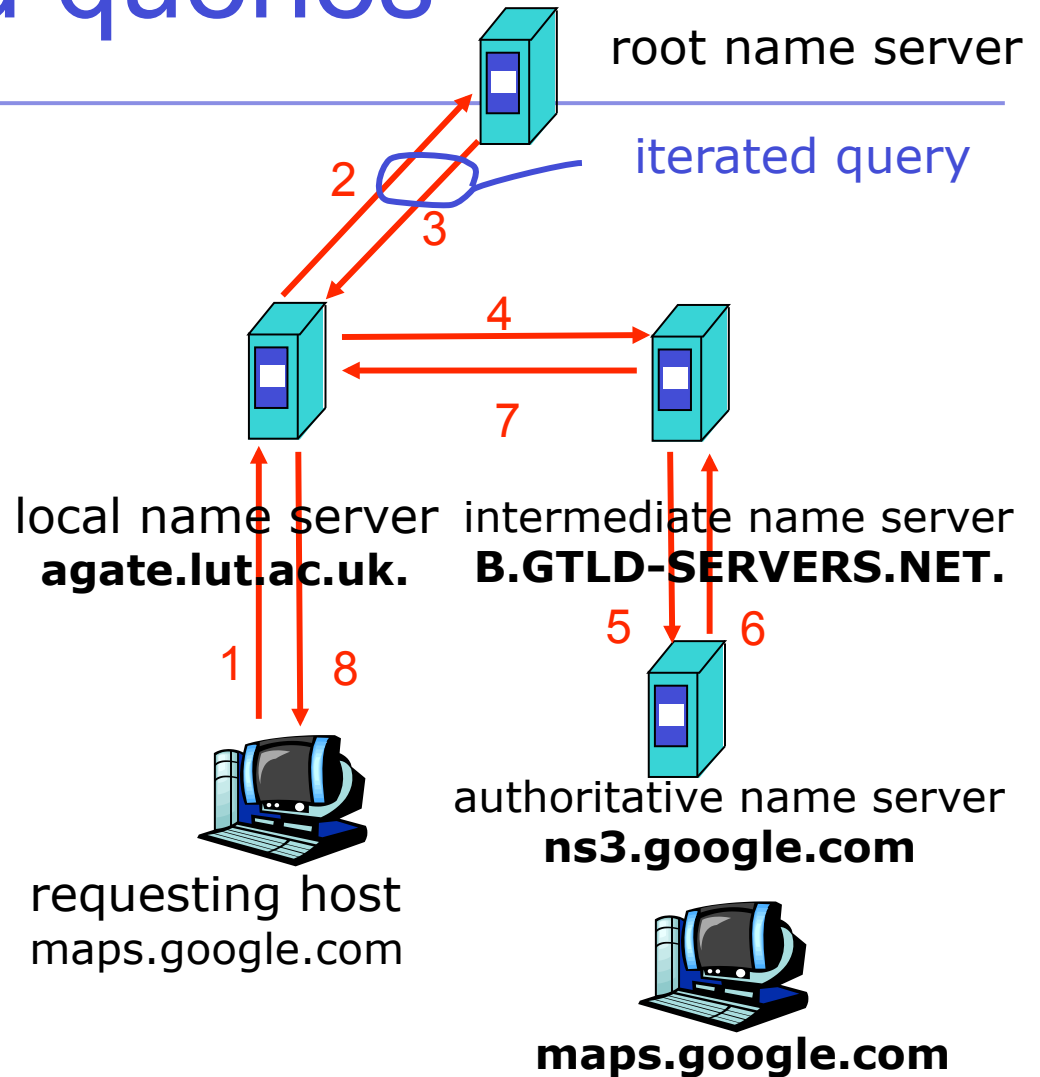 queries
root name server
iterated query
2
3
4
7
local name server
agate.lut.ac.uk.
intermediate name server
B.GTLD-SERVERS.NET.
5
6
1
8
authoritative name server
ns3.google.com
requesting host
maps.google.com
maps.google.com